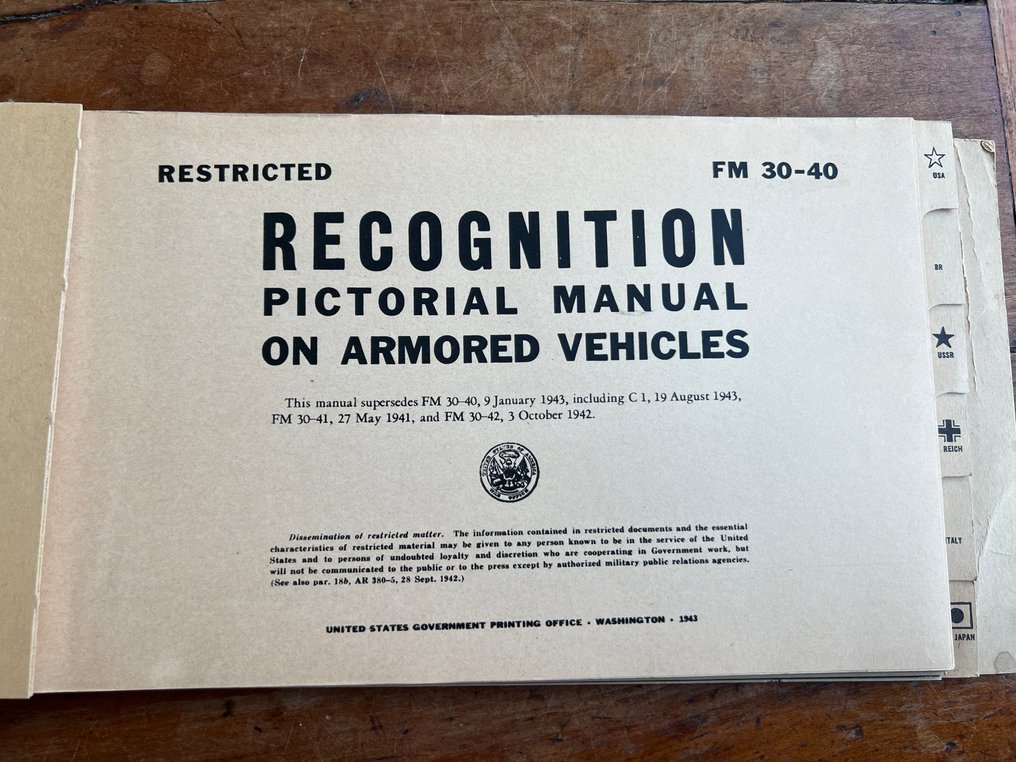 RESTRICTED FM 30-40
RECOGNITION
PICTORIAL MANUAL
ON ARMORED VEHICLES
This manual supersedes FM 30–40, 9 January 1943, including C 1, 19 August 1943,
FM 30–41, 27 May 1941, and FM 30–42, 3 October 1942.
UNITED STATES OF AMERICA
WAR OFFICE
Dissemination of restricted matter. The information contained in restricted documents and the essential
characteristics of restricted material may be given to any person known to be in the service of the United
States and to persons of undoubted loyalty and discretion who are cooperating in Government work, but
will not be communicated to the public or to the press except by authorized military public relations agencies.
(See also par. 18b, AR 380–5, 28 Sept. 1942.)
UNITED STATES GOVERNMENT PRINTING OFFICE • WASHINGTON • 1943
USA
BR
USSR
REICH
ITALY
JAPAN